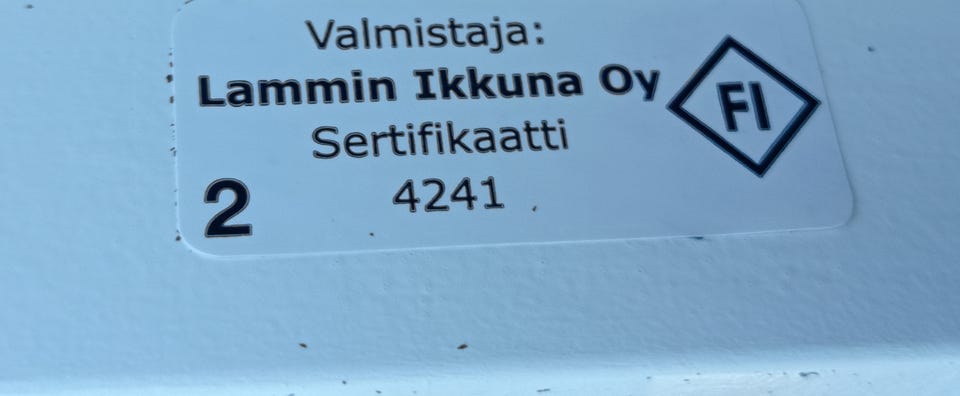 Valmistaja:
Lammin Ikkuna Oy
FI
Sertifikaatti
4241
2